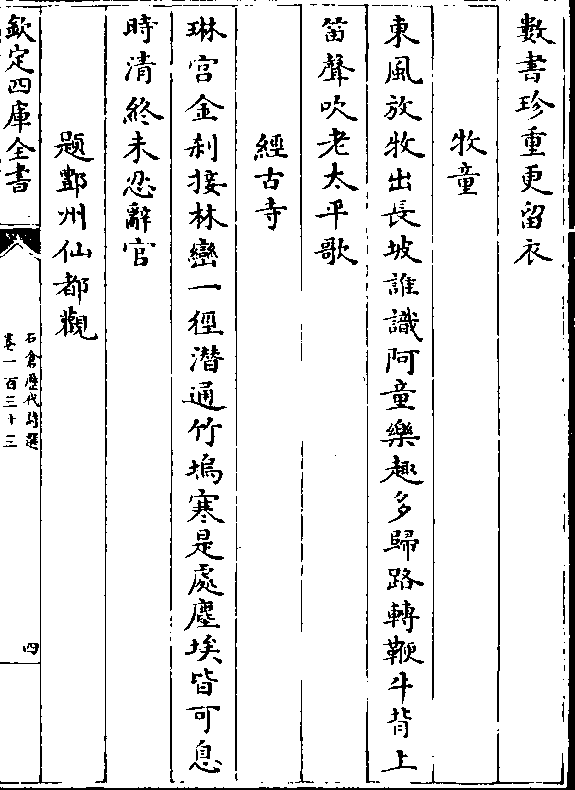 數書珍重更留衣
牧童
東風放牧出長坡誰識阿童樂趣多歸路轉鞭牛背上
笛聲吹老太平歌
經古寺
琳宫金刹接林巒一徑潜通竹塢寒是處塵埃皆可息
時清終未忍辭官
题酆州仙都觀
欽定四庫全書
石倉歷代詩選
卷一百三十三
四